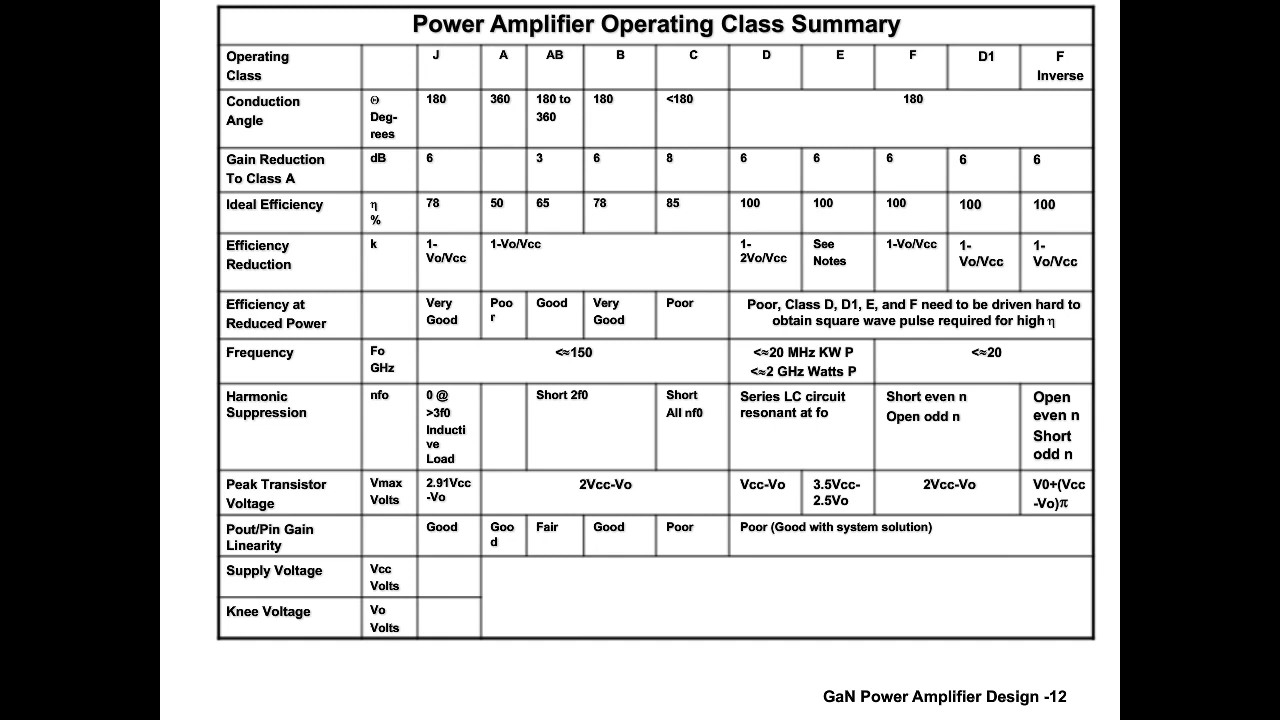 Power Amplifier Operating Class Summary
Operating Class J A AB B C D E F D1 F Inverse
Conduction Angle Θ Deg-rees 180 360 180 to 360 180 <180 180
Gain Reduction To Class A dB 6 3 6 8 6 6 6 6 6
Ideal Efficiency η % 78 50 65 78 85 100 100 100 100 100
Efficiency Reduction k 1-Vo/Vcc 1-Vo/Vcc 1-2Vo/Vcc See Notes 1-Vo/Vcc 1-Vo/Vcc 1-Vo/Vcc
Efficiency at Reduced Power Very Good Poor Good Very Good Poor Poor, Class D, D1, E, and F need to be driven hard to obtain square wave pulse required for high η
Frequency Fo GHz <≈150 <≈20 MHz KW P <≈2 GHz Watts P <≈20
Harmonic Suppression nfo 0 @ >3f0 Inductive Load Short 2f0 Short All nf0 Series LC circuit resonant at fo Short even n Open odd n Open even n Short odd n
Peak Transistor Voltage Vmax Volts 2.91Vcc-Vo 2Vcc-Vo Vcc-Vo 3.5Vcc-2.5Vo 2Vcc-Vo V0+(Vcc-Vo)π
Pout/Pin Gain Linearity Good Good Fair Good Poor Poor (Good with system solution)
Supply Voltage Vcc Volts
Knee Voltage Vo Volts
GaN Power Amplifier Design -12